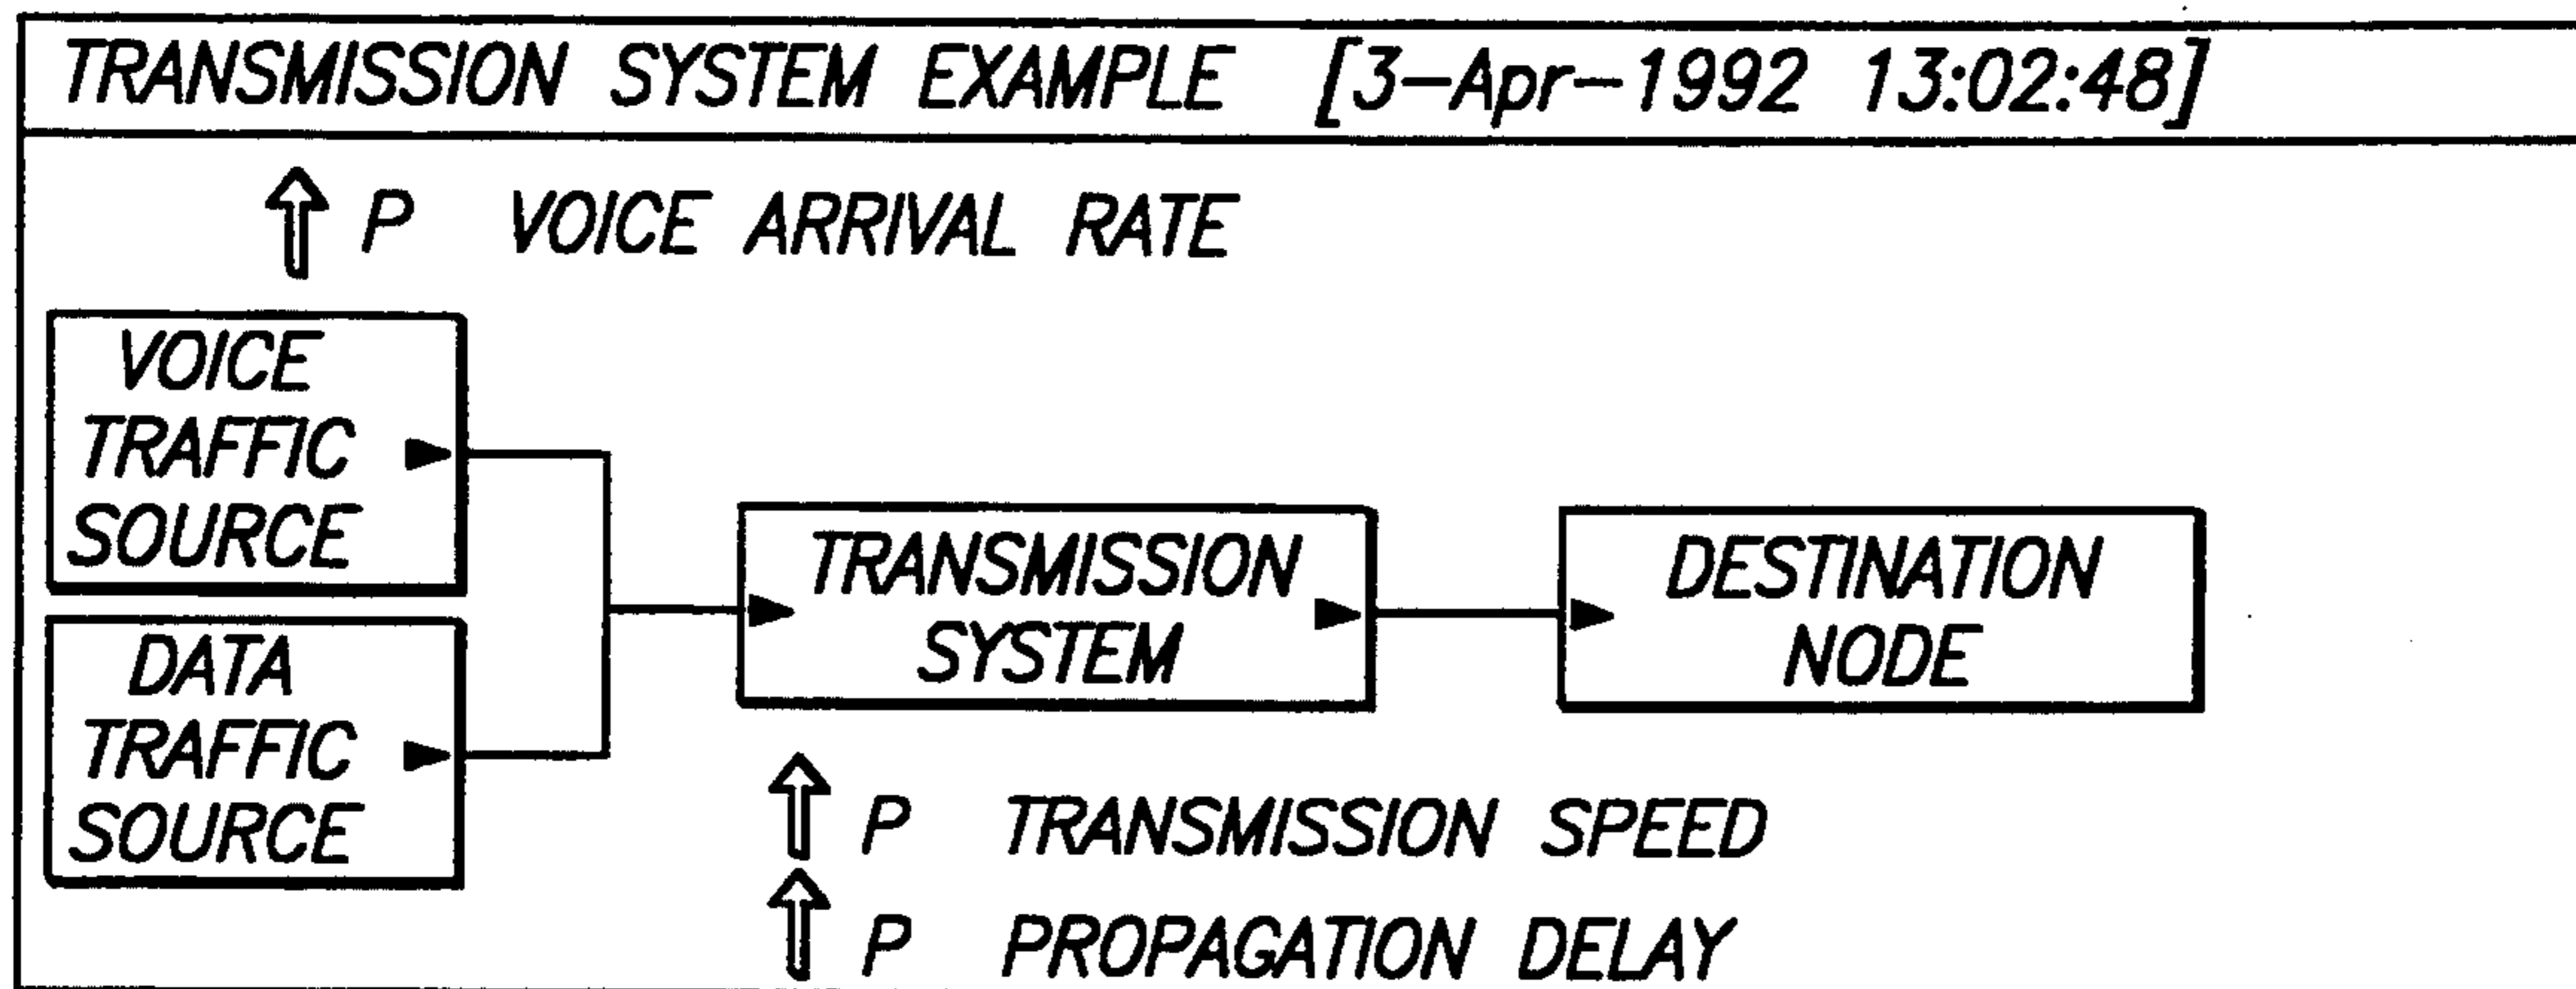 TRANSMISSION SYSTEM EXAMPLE [3-Apr-1992 13:02:48]
P VOICE ARRIVAL RATE
VOICE
TRAFFIC
SOURCE
DATA
TRAFFIC
SOURCE
TRANSMISSION
SYSTEM
DESTINATION
NODE
P TRANSMISSION SPEED
P PROPAGATION DELAY